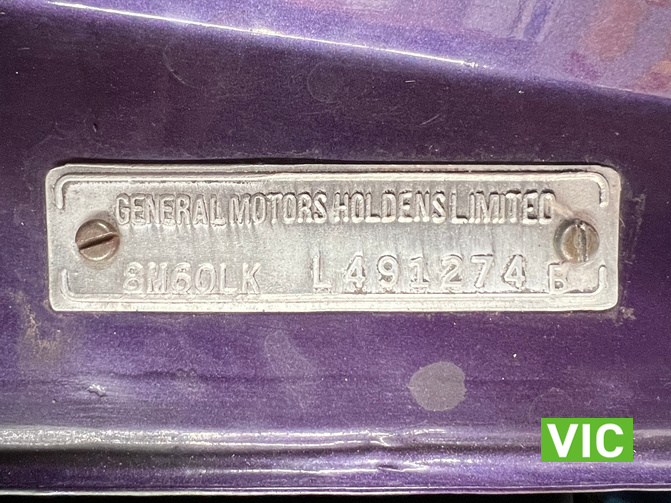 GENERAL MOTORS HOLDENS LIMITED
8M60LK L491274 B
VIC